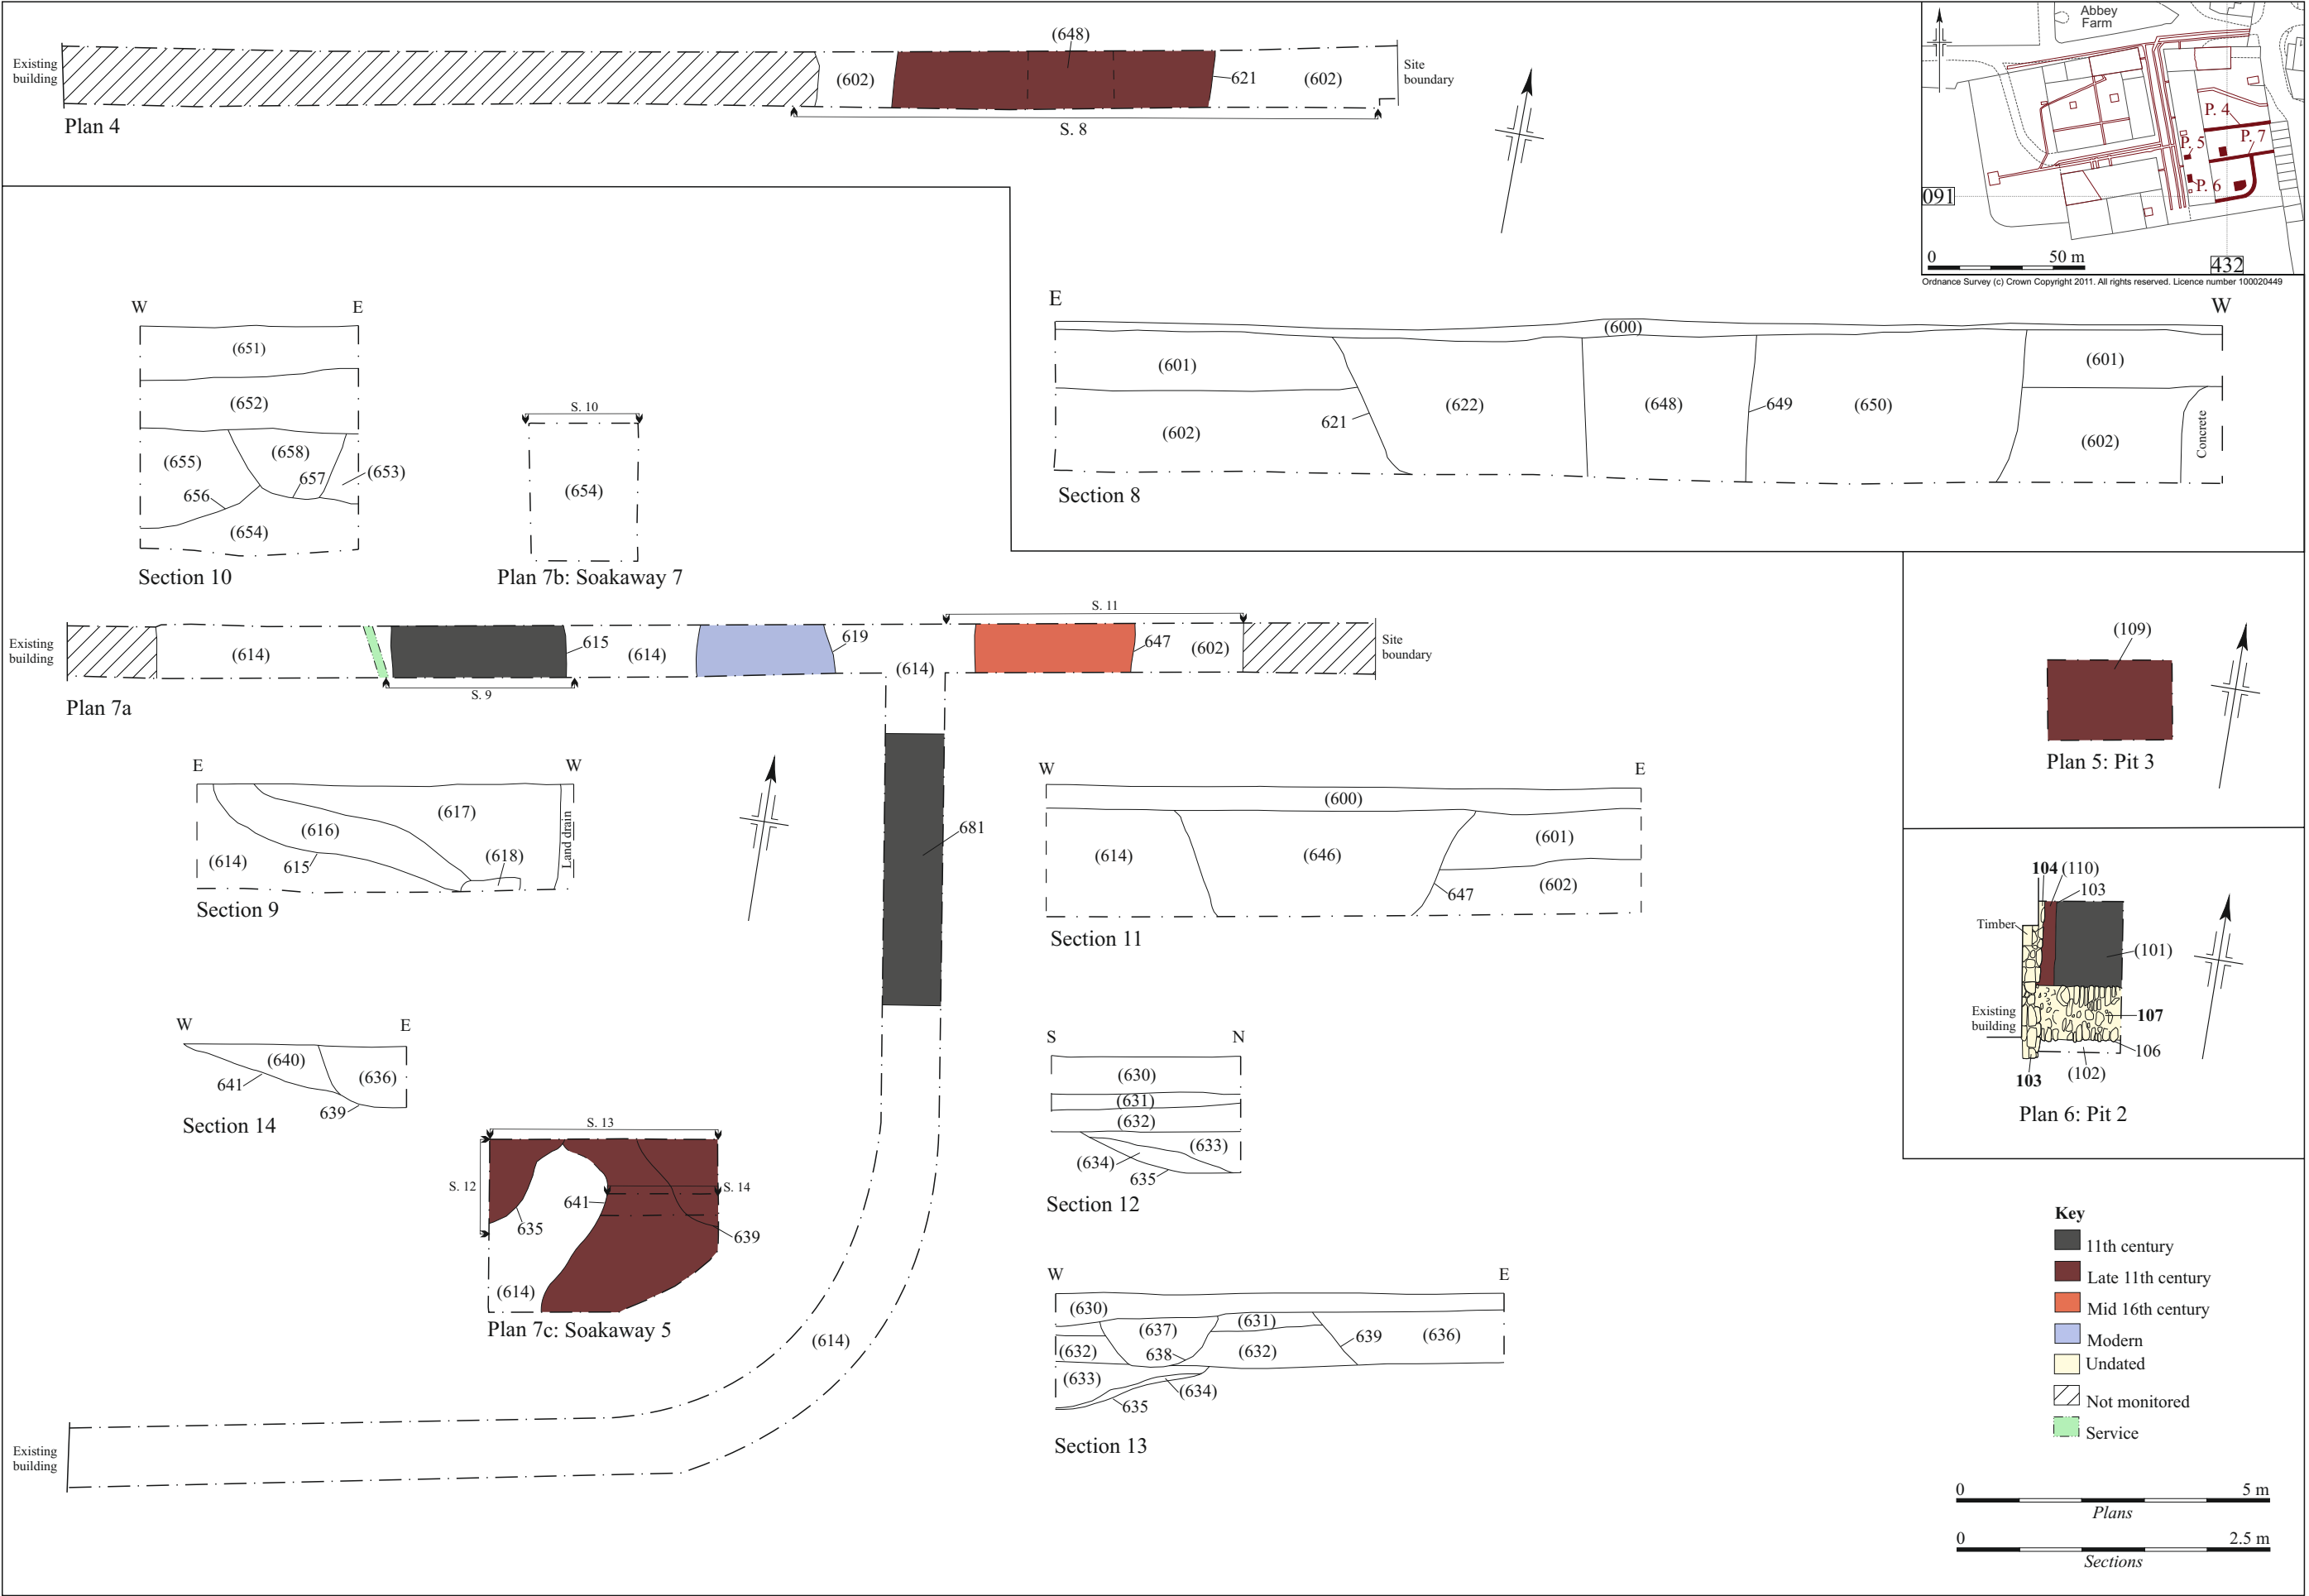 Existing
building
(602)
(648)
621
(602)
Site
boundary
Plan 4
S. 8
Abbey
Farm
P. 4
P. 5
P. 7
P. 6
091
0
50 m
432
Ordnance Survey (c) Crown Copyright 2011. All rights reserved. Licence number 100020449
W
E
(651)
(652)
(655)
(658)
657
(653)
656
(654)
Section 10
S. 10
(654)
Plan 7b: Soakaway 7
E
W
(600)
(601)
(601)
621
(622)
(648)
649
(650)
(602)
(602)
Concrete
Section 8
Existing
building
(614)
615
(614)
619
(614)
S. 11
647
(602)
Site
boundary
S. 9
Plan 7a
681
(614)
Existing
building
E
W
(617)
(616)
(614)
615
(618)
Land drain
Section 9
W
E
(600)
(614)
(646)
(601)
647
(602)
Section 11
W
E
(640)
(636)
641
639
Section 14
S. 13
S. 12
S. 14
641
635
639
(614)
Plan 7c: Soakaway 5
S
N
(630)
(631)
(632)
(633)
(634)
635
Section 12
W
E
(630)
(637)
(631)
639
(636)
(632)
638
(632)
(633)
(634)
635
Section 13
(109)
Plan 5: Pit 3
104
(110)
103
Timber
(101)
Existing
building
107
106
103
(102)
Plan 6: Pit 2
Key
11th century
Late 11th century
Mid 16th century
Modern
Undated
Not monitored
Service
0
5 m
Plans
0
2.5 m
Sections